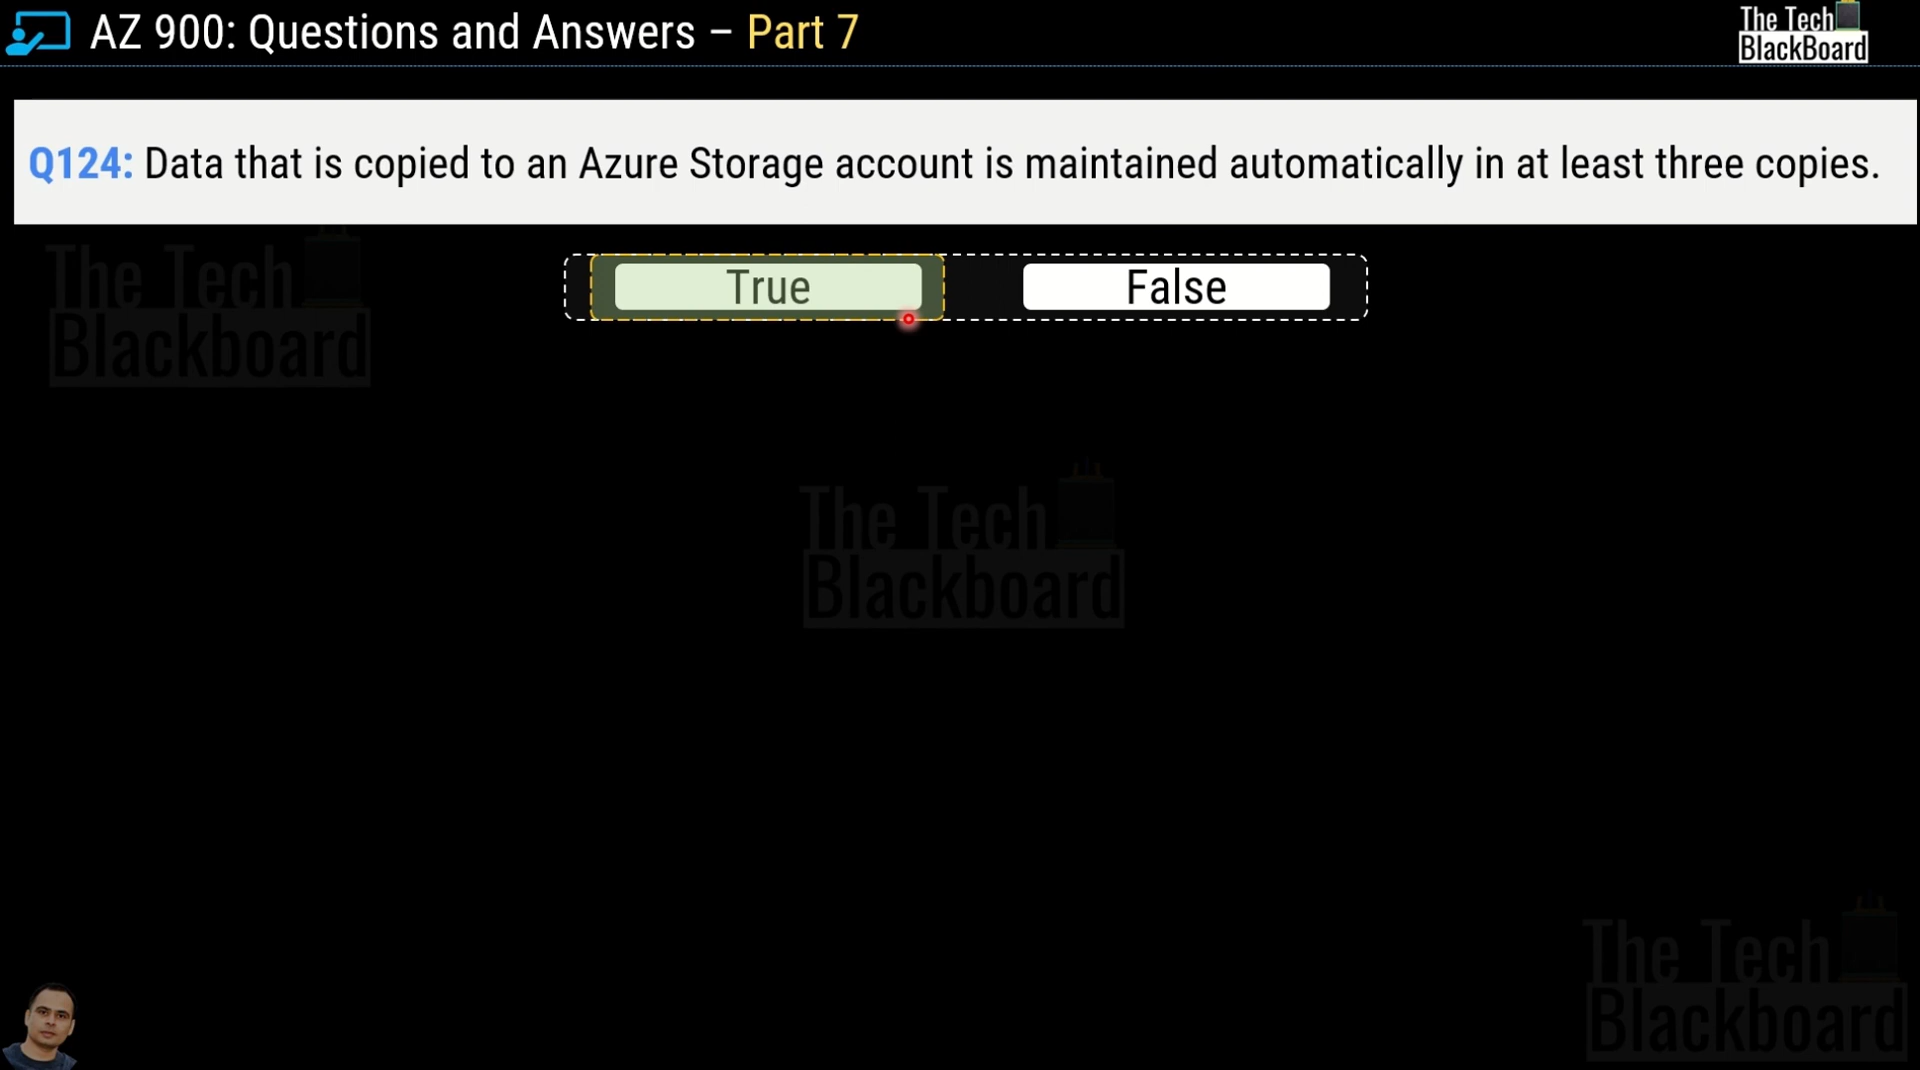 AZ 900: Questions and Answers – Part 7
The Tech
BlackBoard
Q124: Data that is copied to an Azure Storage account is maintained automatically in at least three copies.
True
False
The Tech
Blackboard
The Tech
Blackboard
The Tech
Blackboard